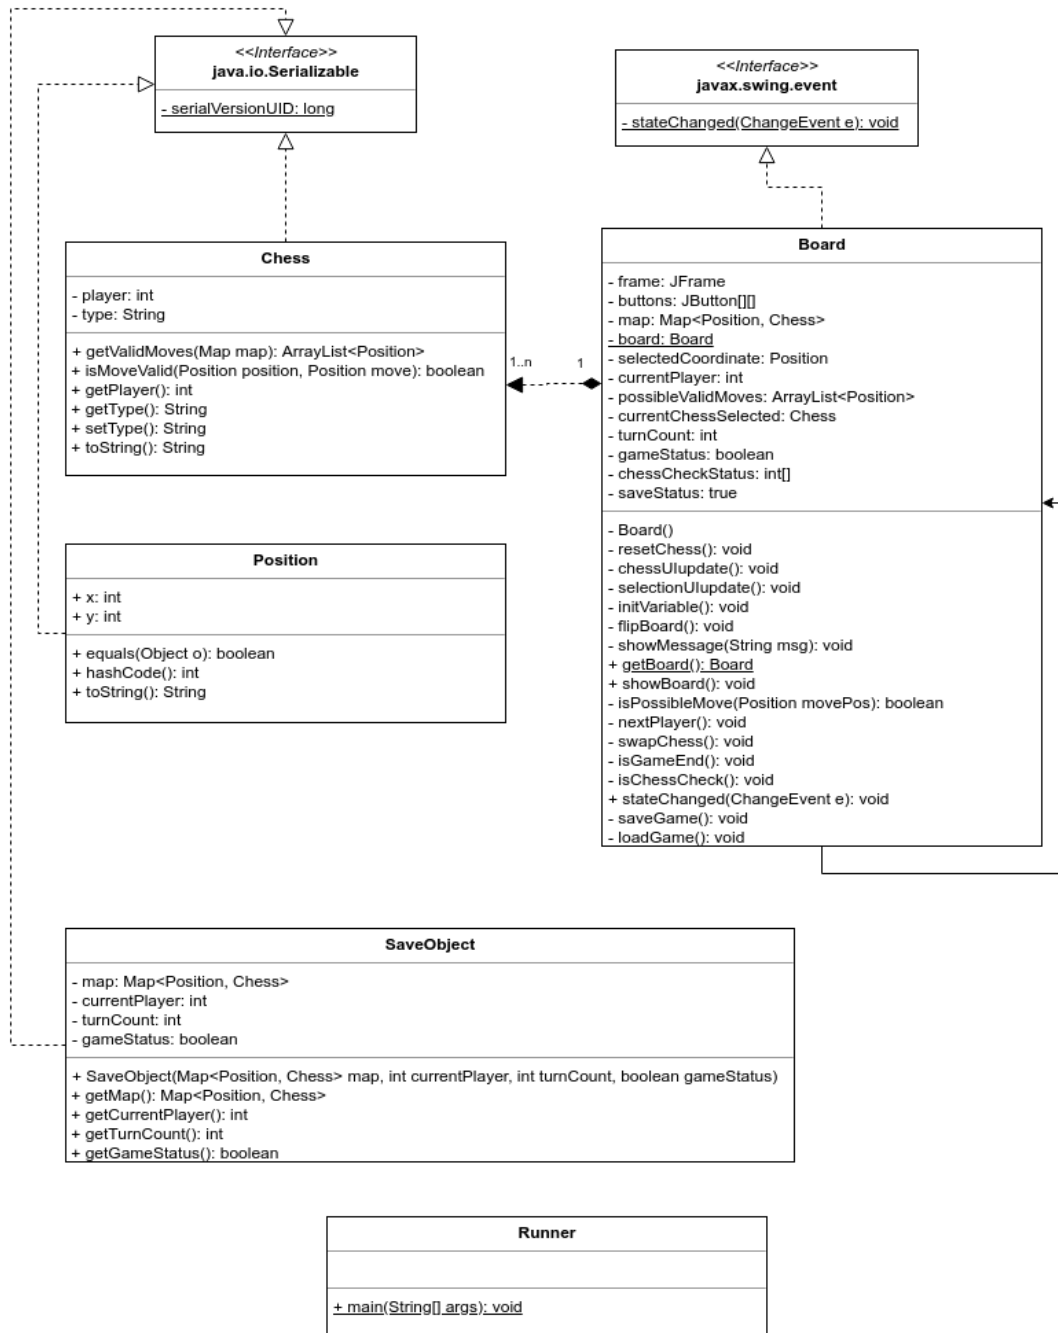 <<Interface>>
java.io.Serializable
- serialVersionUID: long
<<Interface>>
javax.swing.event
- stateChanged(ChangeEvent e): void
Chess
- player: int
- type: String
+ getValidMoves(Map map): ArrayList<Position>
+ isMoveValid(Position position, Position move): boolean
+ getPlayer(): int
+ getType(): String
+ setType(): String
+ toString(): String
1..n
1
Board
- frame: JFrame
- buttons: JButton[][]
- map: Map<Position, Chess>
- board: Board
- selectedCoordinate: Position
- currentPlayer: int
- possibleValidMoves: ArrayList<Position>
- currentChessSelected: Chess
- turnCount: int
- gameStatus: boolean
- chessCheckStatus: int[]
- saveStatus: true
- Board()
- resetChess(): void
- chessUIupdate(): void
- selectionUIupdate(): void
- initVariable(): void
- flipBoard(): void
- showMessage(String msg): void
+ getBoard(): Board
+ showBoard(): void
- isPossibleMove(Position movePos): boolean
- nextPlayer(): void
- swapChess(): void
- isGameEnd(): void
- isChessCheck(): void
+ stateChanged(ChangeEvent e): void
- saveGame(): void
- loadGame(): void
Position
+ x: int
+ y: int
+ equals(Object o): boolean
+ hashCode(): int
+ toString(): String
SaveObject
- map: Map<Position, Chess>
- currentPlayer: int
- turnCount: int
- gameStatus: boolean
+ SaveObject(Map<Position, Chess> map, int currentPlayer, int turnCount, boolean gameStatus)
+ getMap(): Map<Position, Chess>
+ getCurrentPlayer(): int
+ getTurnCount(): int
+ getGameStatus(): boolean
Runner
+ main(String[] args): void